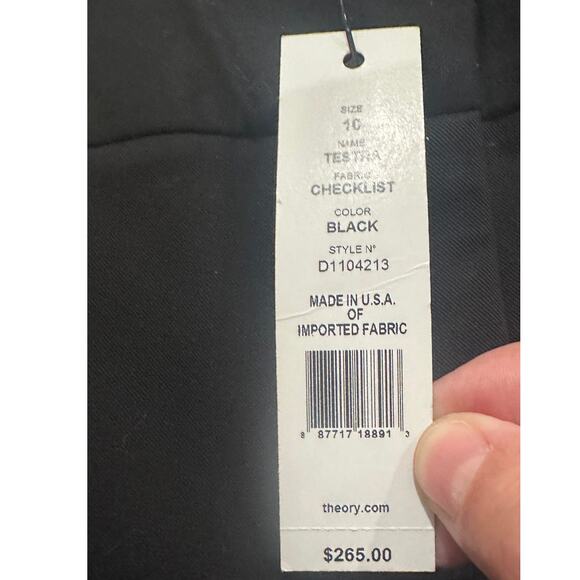 SIZE
10
NAME
TESTRA
FABRIC
CHECKLIST
COLOR
BLACK
STYLE N°
D1104213
MADE IN U.S.A.
OF
IMPORTED FABRIC
8 87717 18891 3
theory.com
$265.00